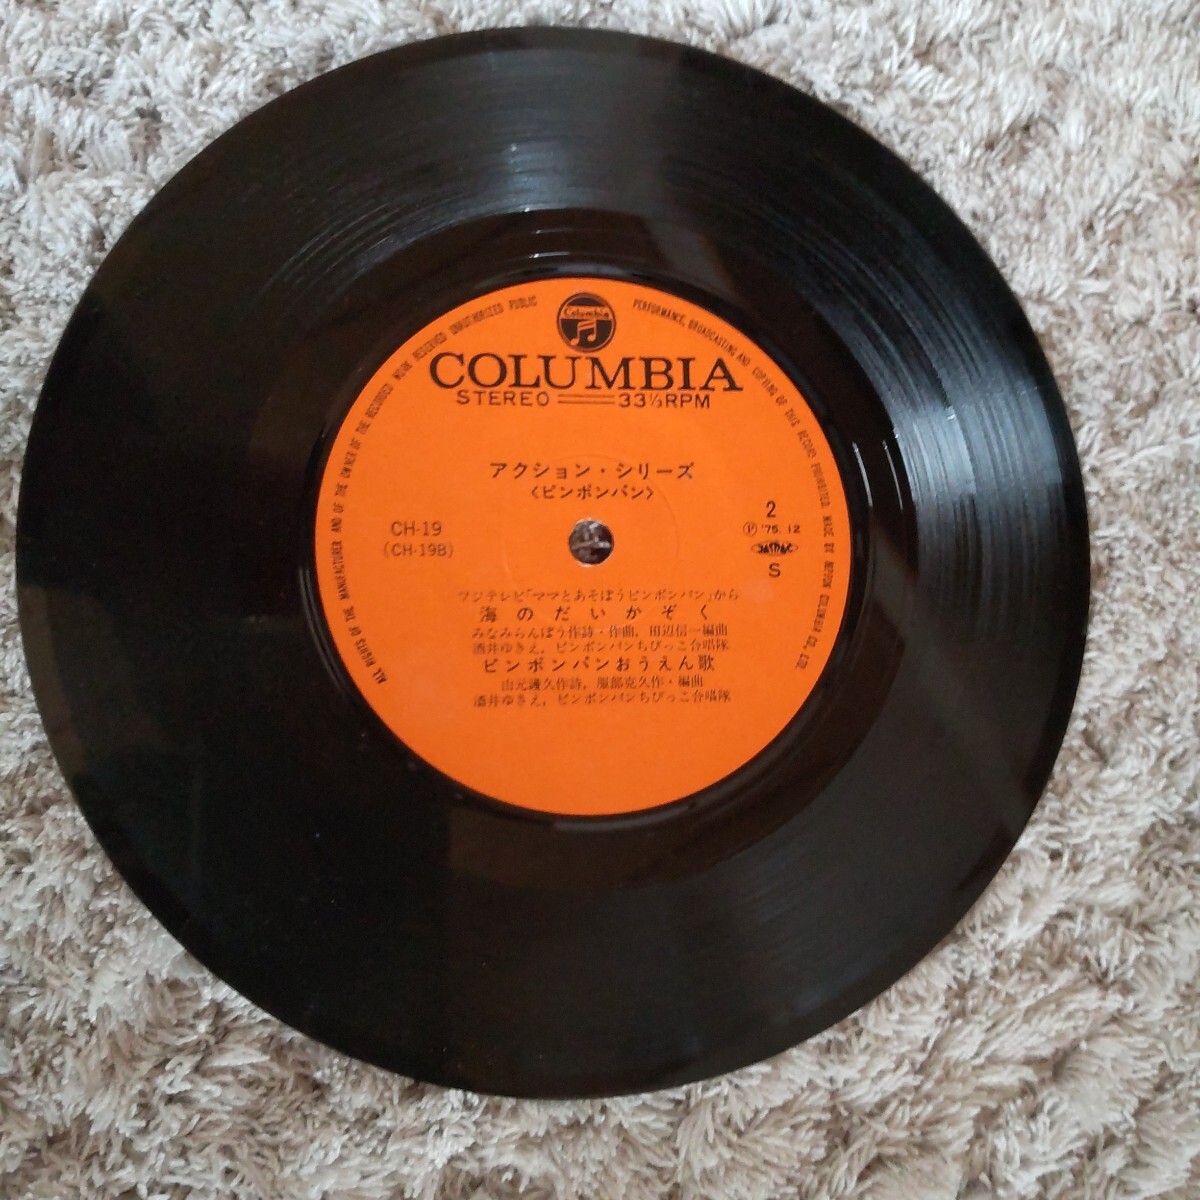 Columbia
COLUMBIA
STEREO 33⅓RPM
アクション・シリーズ
〈ピンポンパン〉
CH-19
(CH-19B)
2
Ⓟ '75. 12
JASRAC
S
フジテレビ「ママとあそぼうピンポンパン」から
海のだいかぞく
みなみらんぼう作詩・作曲, 田辺信一編曲
酒井ゆきえ, ピンポンパンちびっこ合唱隊
ピンポンパンおうえん歌
山元護久作詩, 服部克久作・編曲
酒井ゆきえ, ピンポンパンちびっこ合唱隊
ALL RIGHTS OF THE MANUFACTURER AND OF THE OWNER OF THE RECORDED WORK RESERVED UNAUTHORIZED PUBLIC PERFORMANCE, BROADCASTING AND COPYING OF THIS RECORD PROHIBITED. MADE BY NIPPON COLUMBIA CO., LTD.